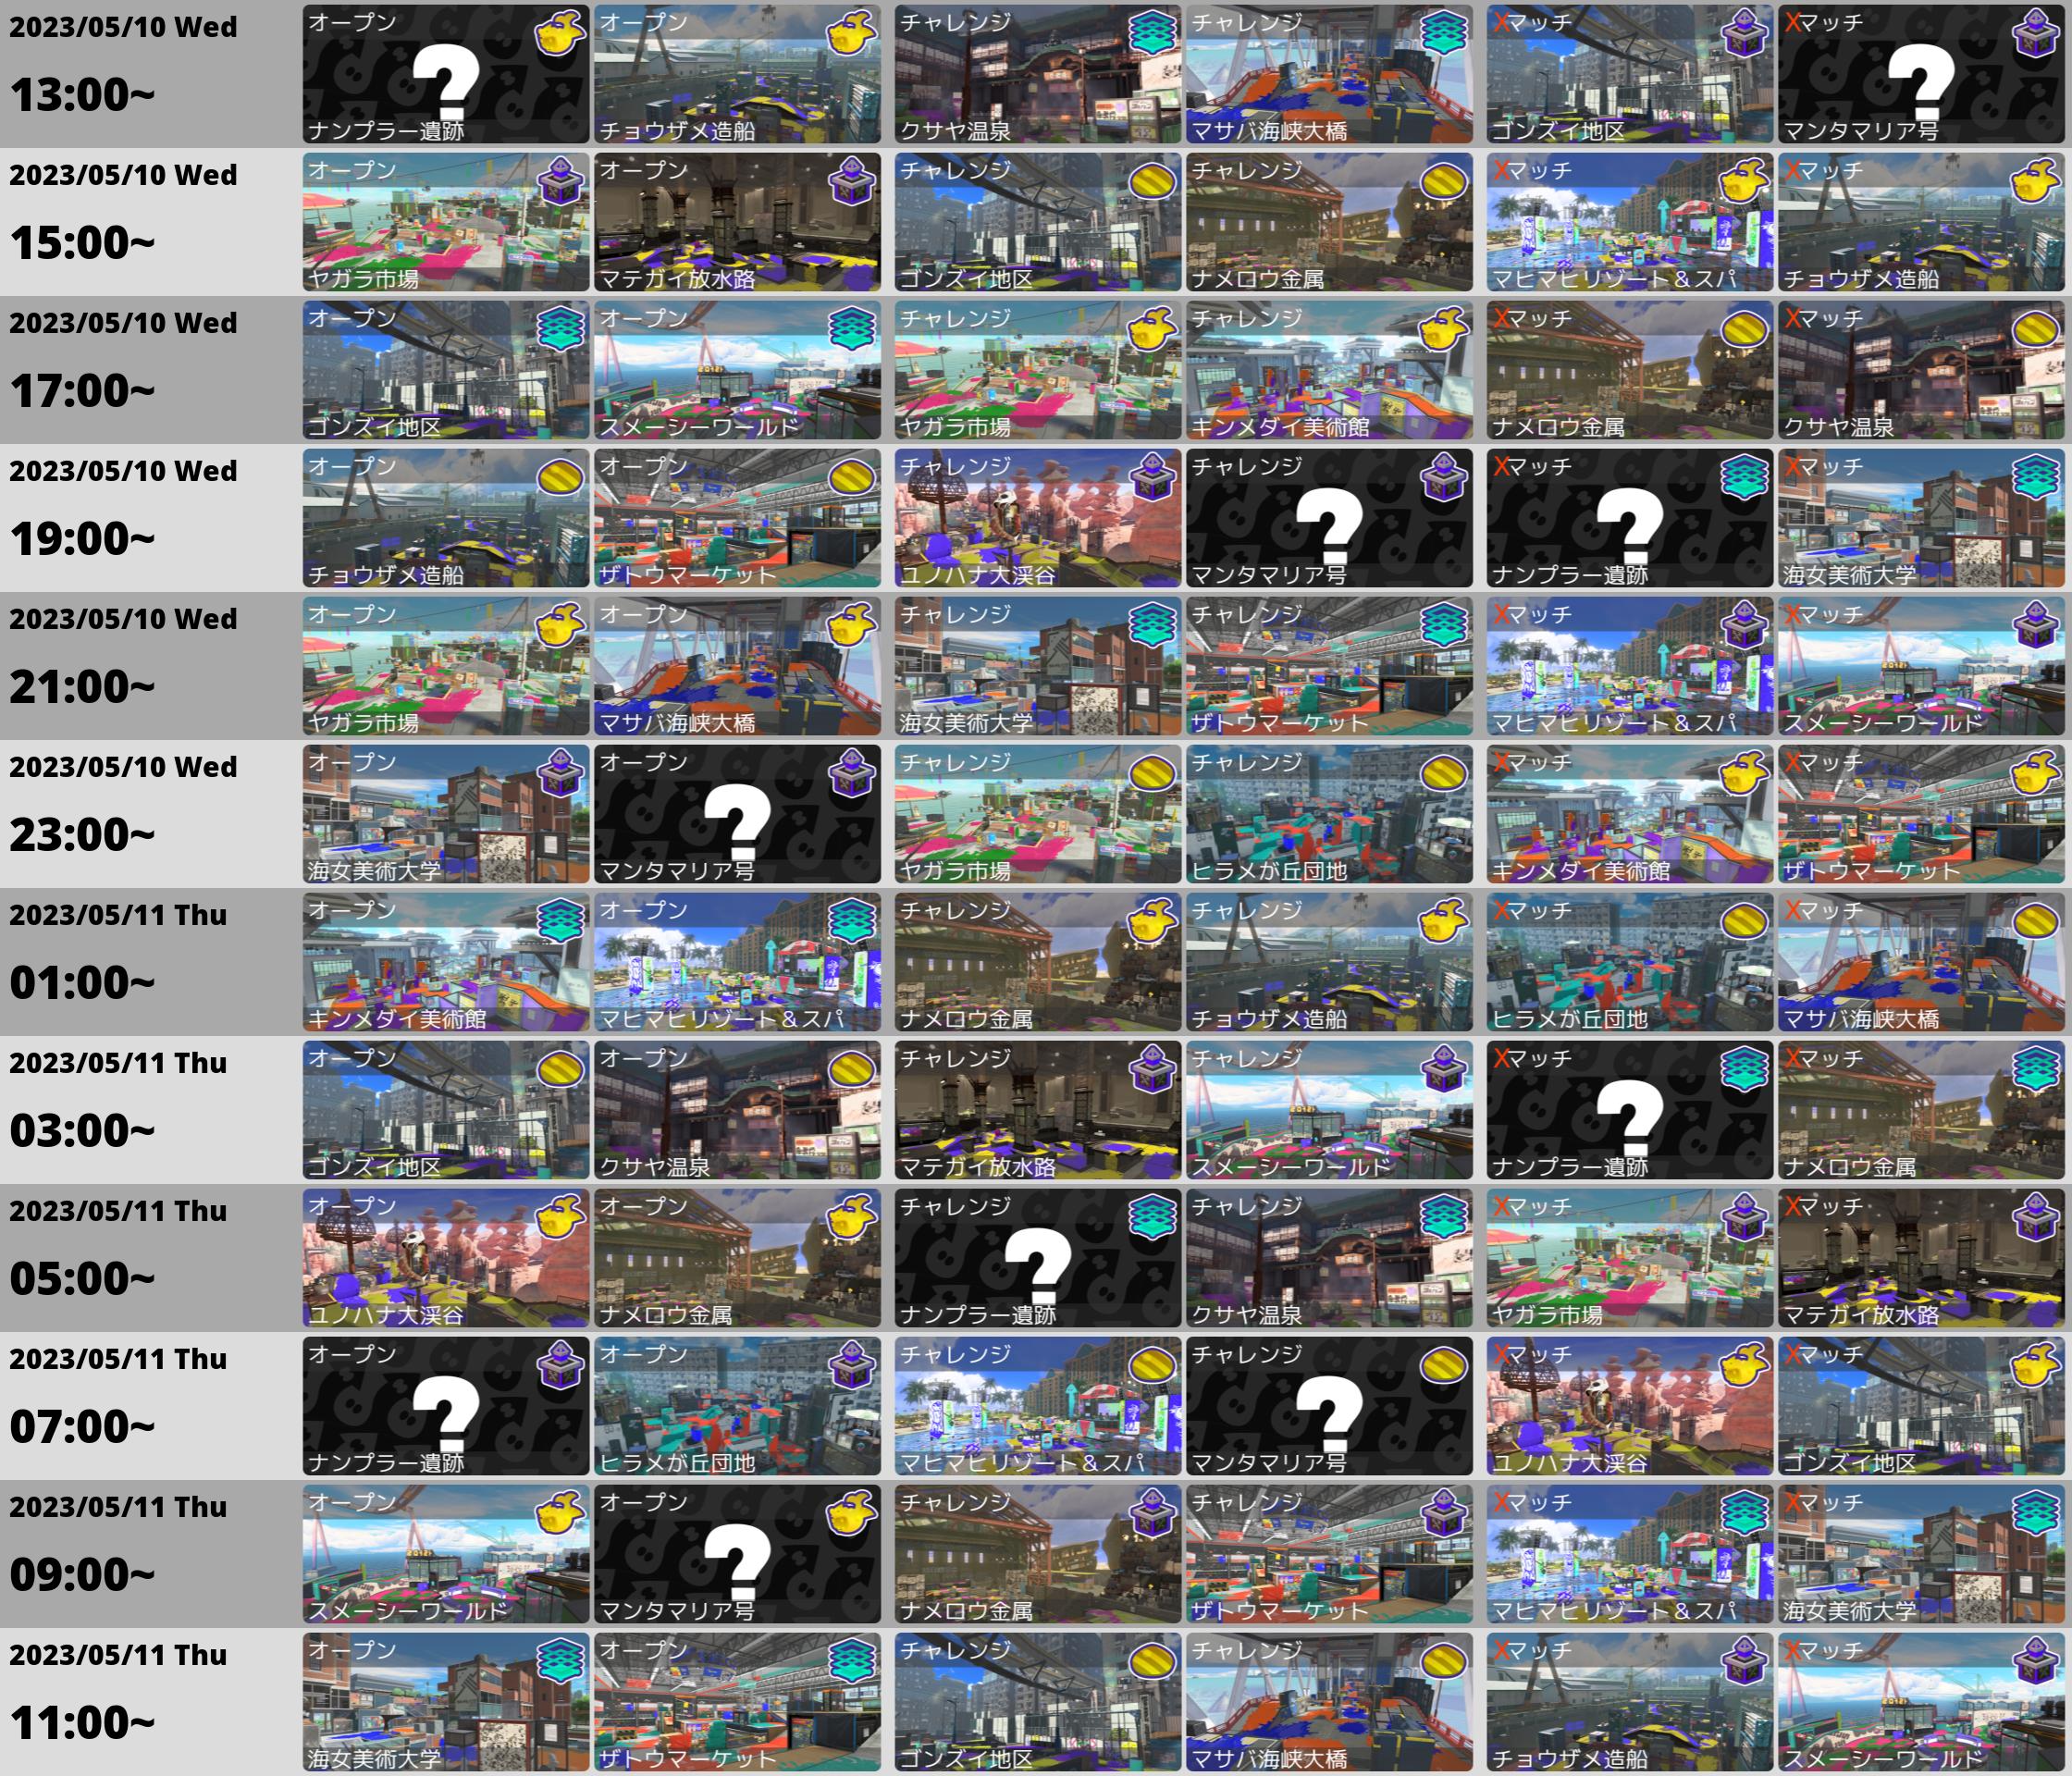 2023/05/10 Wed
13:00~
オープン
ナンプラー遺跡
オープン
チョウザメ造船
チャレンジ
クサヤ温泉
チャレンジ
マサバ海峡大橋
Xマッチ
ゴンズイ地区
Xマッチ
マンタマリア号
2023/05/10 Wed
15:00~
オープン
ヤガラ市場
オープン
マテガイ放水路
チャレンジ
ゴンズイ地区
チャレンジ
ナメロウ金属
Xマッチ
マヒマヒリゾート&スパ
Xマッチ
チョウザメ造船
2023/05/10 Wed
17:00~
オープン
ゴンズイ地区
オープン
スメーシーワールド
チャレンジ
ヤガラ市場
チャレンジ
キンメダイ美術館
Xマッチ
ナメロウ金属
Xマッチ
クサヤ温泉
2023/05/10 Wed
19:00~
オープン
チョウザメ造船
オープン
ザトウマーケット
チャレンジ
ユノハナ大渓谷
チャレンジ
マンタマリア号
Xマッチ
ナンプラー遺跡
Xマッチ
海女美術大学
2023/05/10 Wed
21:00~
オープン
ヤガラ市場
オープン
マサバ海峡大橋
チャレンジ
海女美術大学
チャレンジ
ザトウマーケット
Xマッチ
マヒマヒリゾート&スパ
Xマッチ
スメーシーワールド
2023/05/10 Wed
23:00~
オープン
海女美術大学
オープン
マンタマリア号
チャレンジ
ヤガラ市場
チャレンジ
ヒラメが丘団地
Xマッチ
キンメダイ美術館
Xマッチ
ザトウマーケット
2023/05/11 Thu
01:00~
オープン
キンメダイ美術館
オープン
マヒマヒリゾート&スパ
チャレンジ
ナメロウ金属
チャレンジ
チョウザメ造船
Xマッチ
ヒラメが丘団地
Xマッチ
マサバ海峡大橋
2023/05/11 Thu
03:00~
オープン
ゴンズイ地区
オープン
クサヤ温泉
チャレンジ
マテガイ放水路
チャレンジ
スメーシーワールド
Xマッチ
ナンプラー遺跡
Xマッチ
ナメロウ金属
2023/05/11 Thu
05:00~
オープン
ユノハナ大渓谷
オープン
ナメロウ金属
チャレンジ
ナンプラー遺跡
チャレンジ
クサヤ温泉
Xマッチ
ヤガラ市場
Xマッチ
マテガイ放水路
2023/05/11 Thu
07:00~
オープン
ナンプラー遺跡
オープン
ヒラメが丘団地
チャレンジ
マヒマヒリゾート&スパ
チャレンジ
マンタマリア号
Xマッチ
ユノハナ大渓谷
Xマッチ
ゴンズイ地区
2023/05/11 Thu
09:00~
オープン
スメーシーワールド
オープン
マンタマリア号
チャレンジ
ナメロウ金属
チャレンジ
ザトウマーケット
Xマッチ
マヒマヒリゾート&スパ
Xマッチ
海女美術大学
2023/05/11 Thu
11:00~
オープン
海女美術大学
オープン
ザトウマーケット
チャレンジ
ゴンズイ地区
チャレンジ
マサバ海峡大橋
Xマッチ
チョウザメ造船
Xマッチ
スメーシーワールド